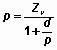 p = Z_v / (1 + d/p)